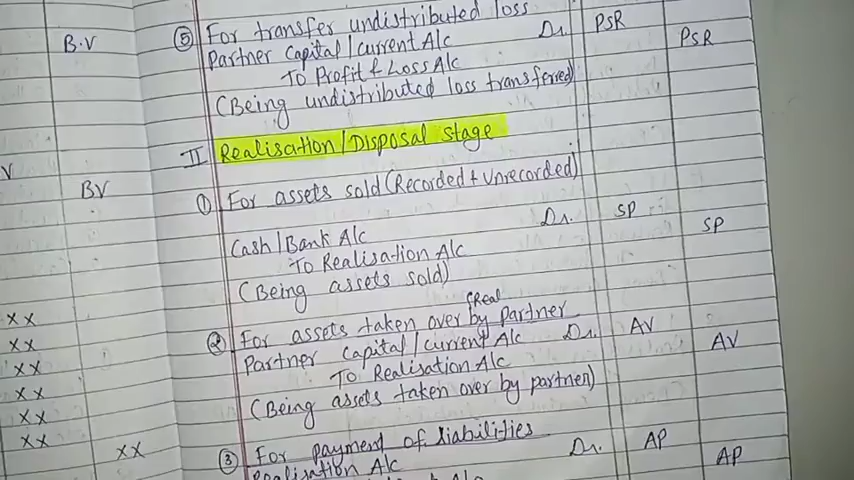 B.V
⑤ For transfer undistributed loss
Partner Capital/Current A/c Dr. PSR
To Profit & Loss A/c PSR
(Being undistributed loss transferred)
II Realisation/Disposal stage
V
BV
① For assets sold (Recorded + Unrecorded)
Cash/Bank A/c Dr. SP
To Realisation A/c SP
(Being assets sold)
② For assets taken over by Partner
Partner Capital/Current A/c Dr. AV
To Realisation A/c AV
(Being assets taken over by partner)
③ For payment of liabilities
Realisation A/c Dr. AP
AP
XX
XX
XX
XX
XX
XX
XX